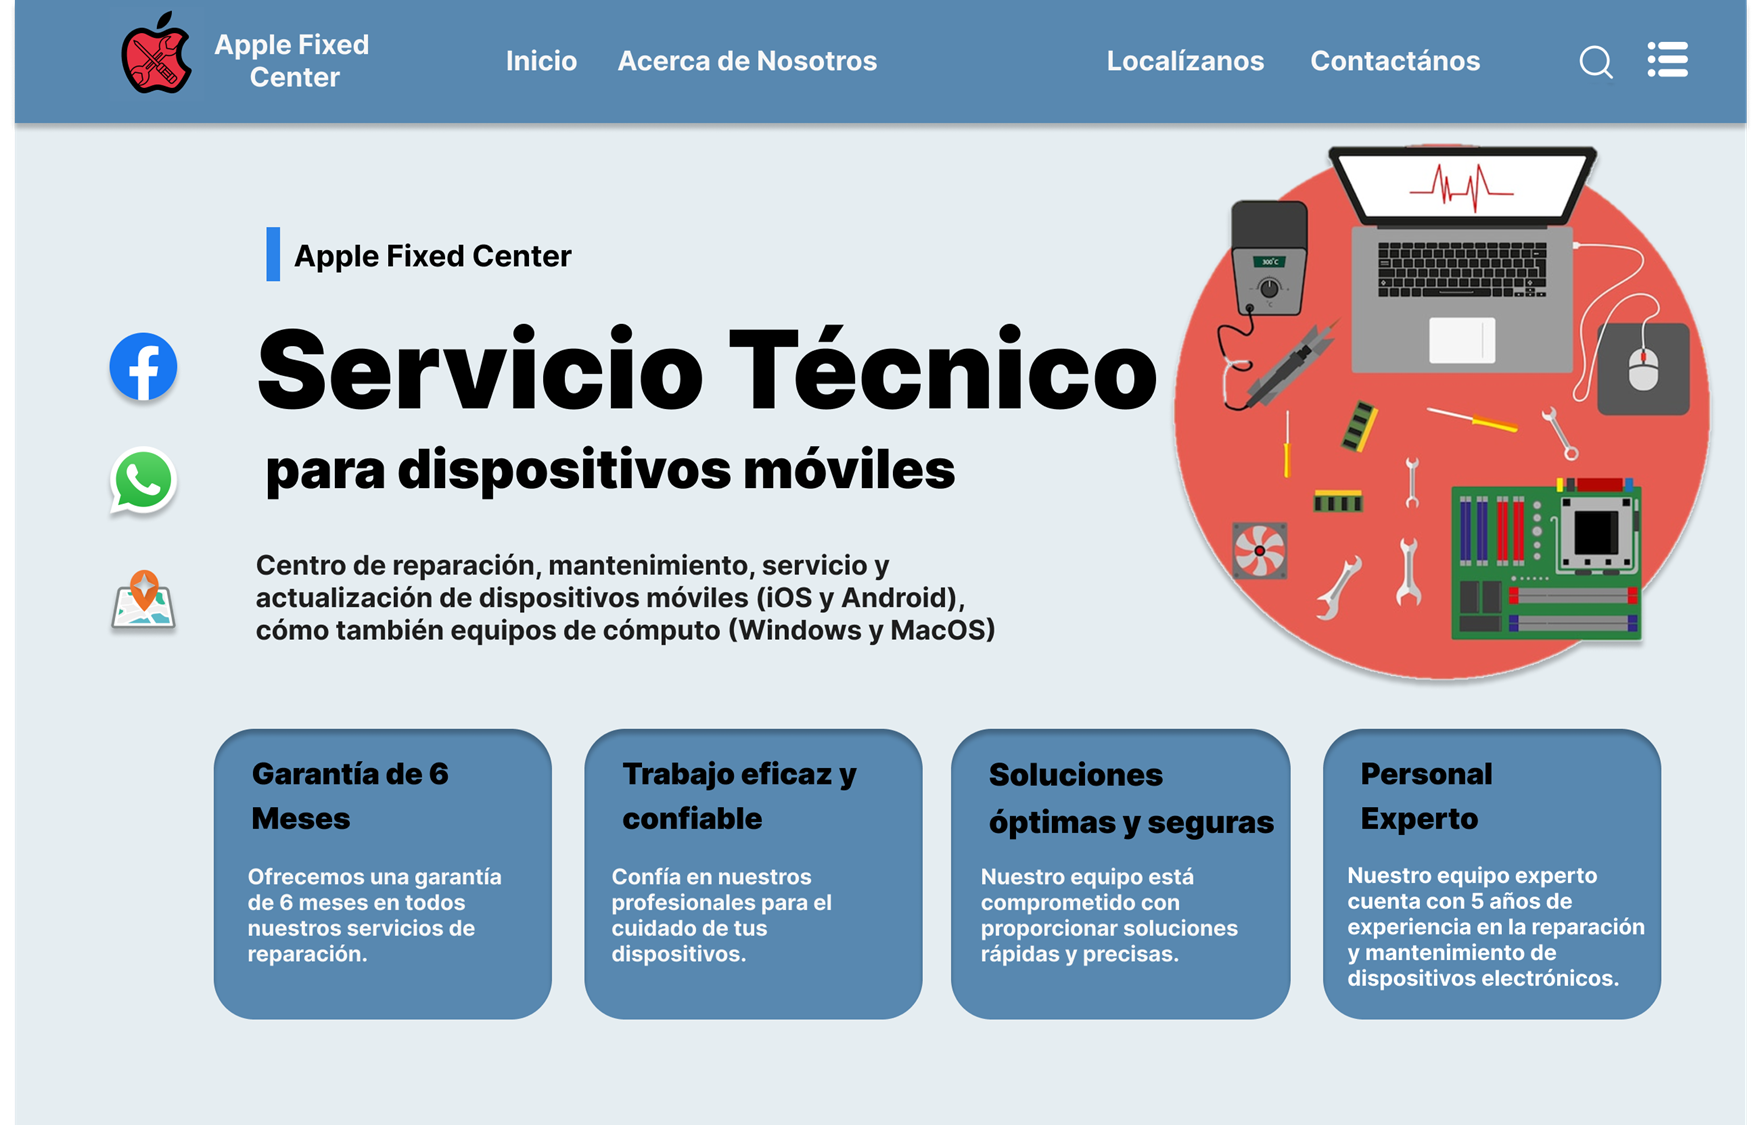 Apple Fixed
Center
Inicio
Acerca de Nosotros
Localízanos
Contactános
Apple Fixed Center
Servicio Técnico
para dispositivos móviles
Centro de reparación, mantenimiento, servicio y
actualización de dispositivos móviles (iOS y Android),
cómo también equipos de cómputo (Windows y MacOS)
300°C
°C
Garantía de 6
Meses
Ofrecemos una garantía
de 6 meses en todos
nuestros servicios de
reparación.
Trabajo eficaz y
confiable
Confía en nuestros
profesionales para el
cuidado de tus
dispositivos.
Soluciones
óptimas y seguras
Nuestro equipo está
comprometido con
proporcionar soluciones
rápidas y precisas.
Personal
Experto
Nuestro equipo experto
cuenta con 5 años de
experiencia en la reparación
y mantenimiento de
dispositivos electrónicos.